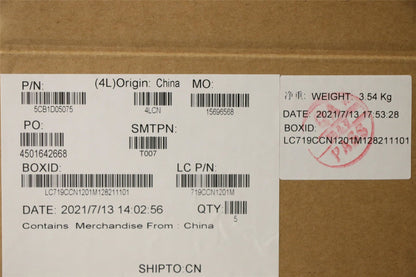 P/N:
(4L)Origin: China
MO:
5CB1D05075
4LCN
15696568
PO:
SMTPN:
4501642668
T007
BOXID:
LC P/N:
LC719CCN1201M128211101
719CCN1201M
DATE: 2021/7/13 14:02:56
QTY
5
Contains Merchandise From : China
SHIPTO:CN
净重: WEIGHT: 3.54 Kg
DATE: 2021/7/13 17:53:28
BOXID
LC719CCN1201M128211101
PASS